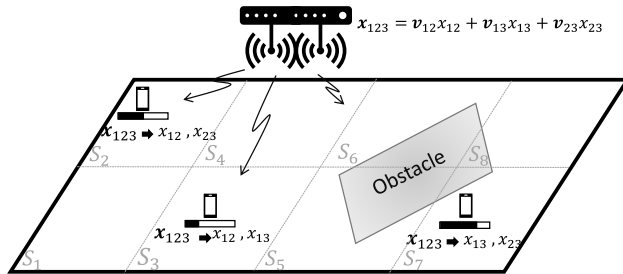 𝒙₁₂₃ = 𝒗₁₂x₁₂ + 𝒗₁₃x₁₃ + 𝒗₂₃x₂₃
𝒙₁₂₃ ➡ x₁₂ , x₂₃
S₂
S₄
S₆
S₈
Obstacle
𝒙₁₂₃ ➡ x₁₂ , x₁₃
𝒙₁₂₃ ➡ x₁₃ , x₂₃
S₁
S₃
S₅
S₇